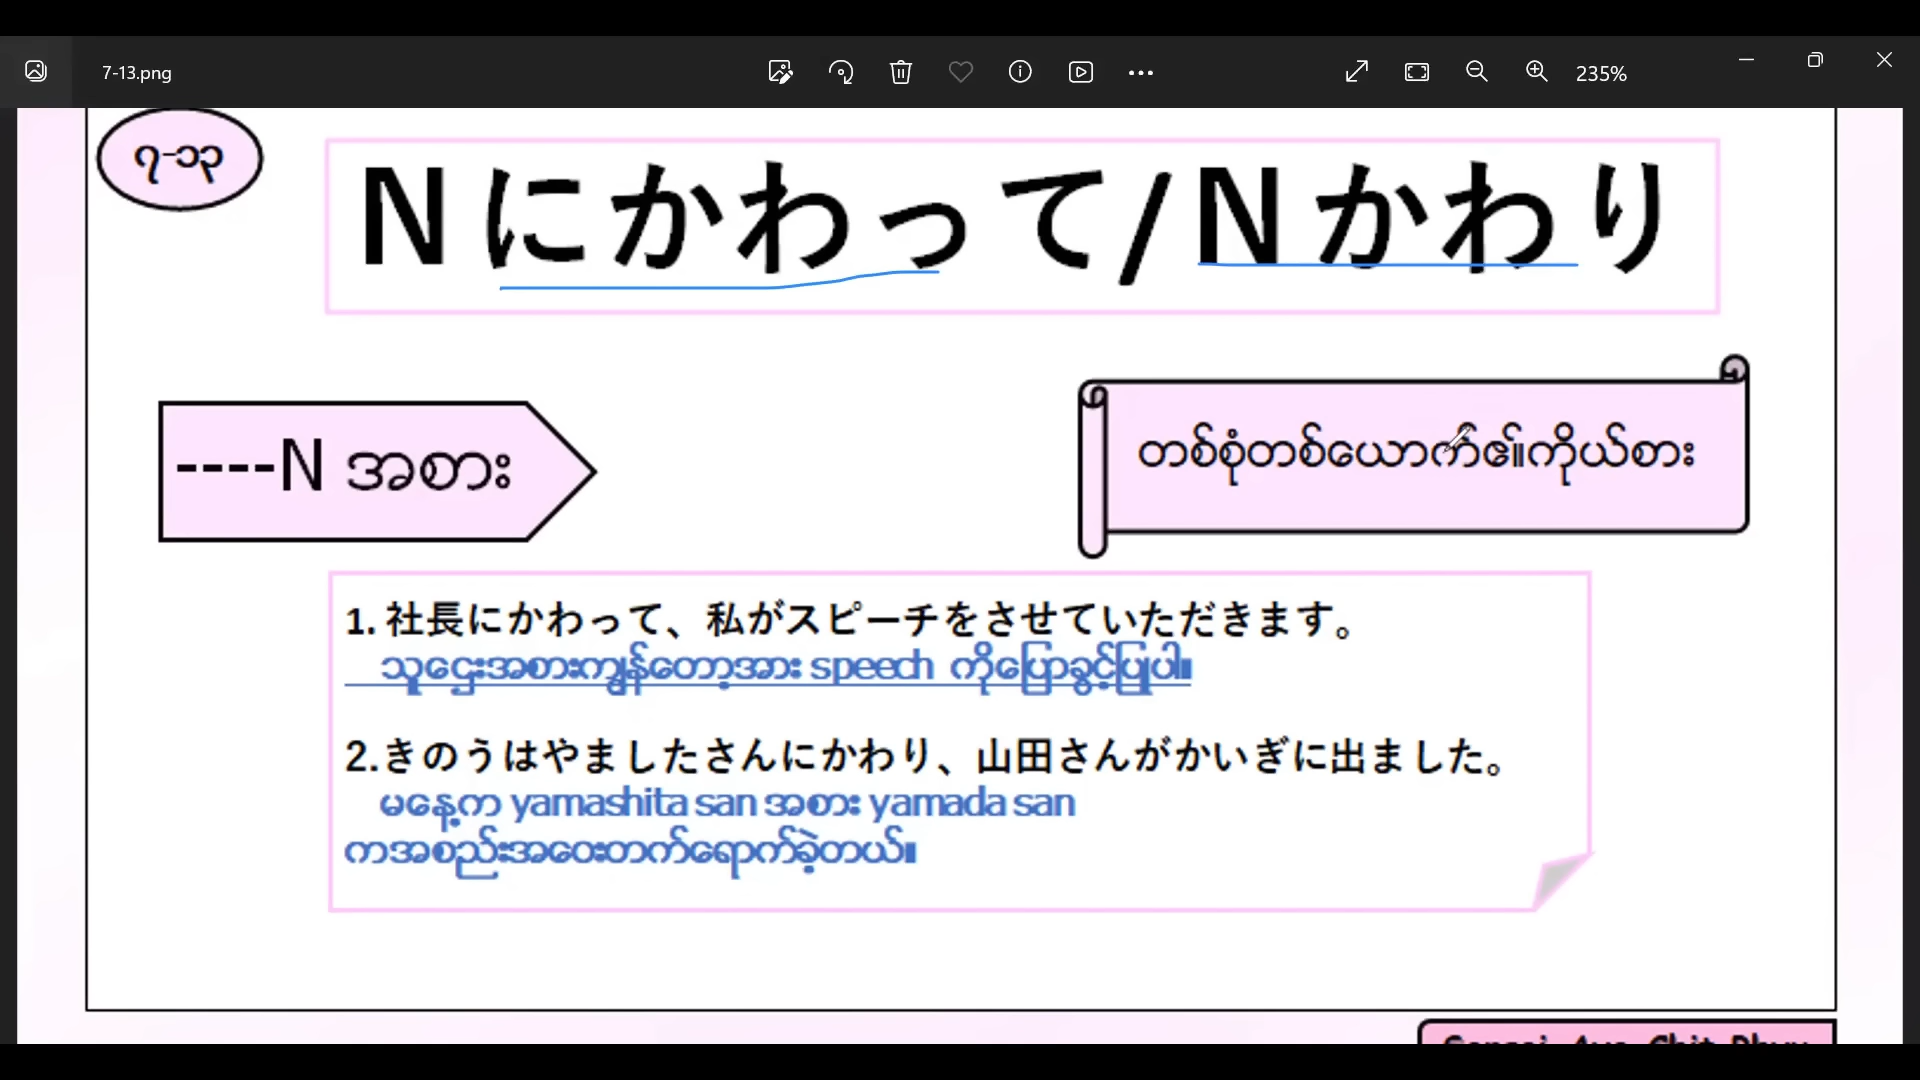 7-13.png
235%
၇-၁၃
Nにかわって/Nかわり
----N အစား
တစ်စုံတစ်ယောက်၏ကိုယ်စား
1. 社長にかわって、私がスピーチをさせていただきます。
သူဌေးအစားကျွန်တော့အား speech ကိုပြောခွင့်ပြုပါ။
2.きのうはやましたさんにかわり、山田さんがかいぎに出ました。
မနေ့က yamashita san အစား yamada san
ကအစည်းအဝေးတက်ရောက်ခဲ့တယ်။